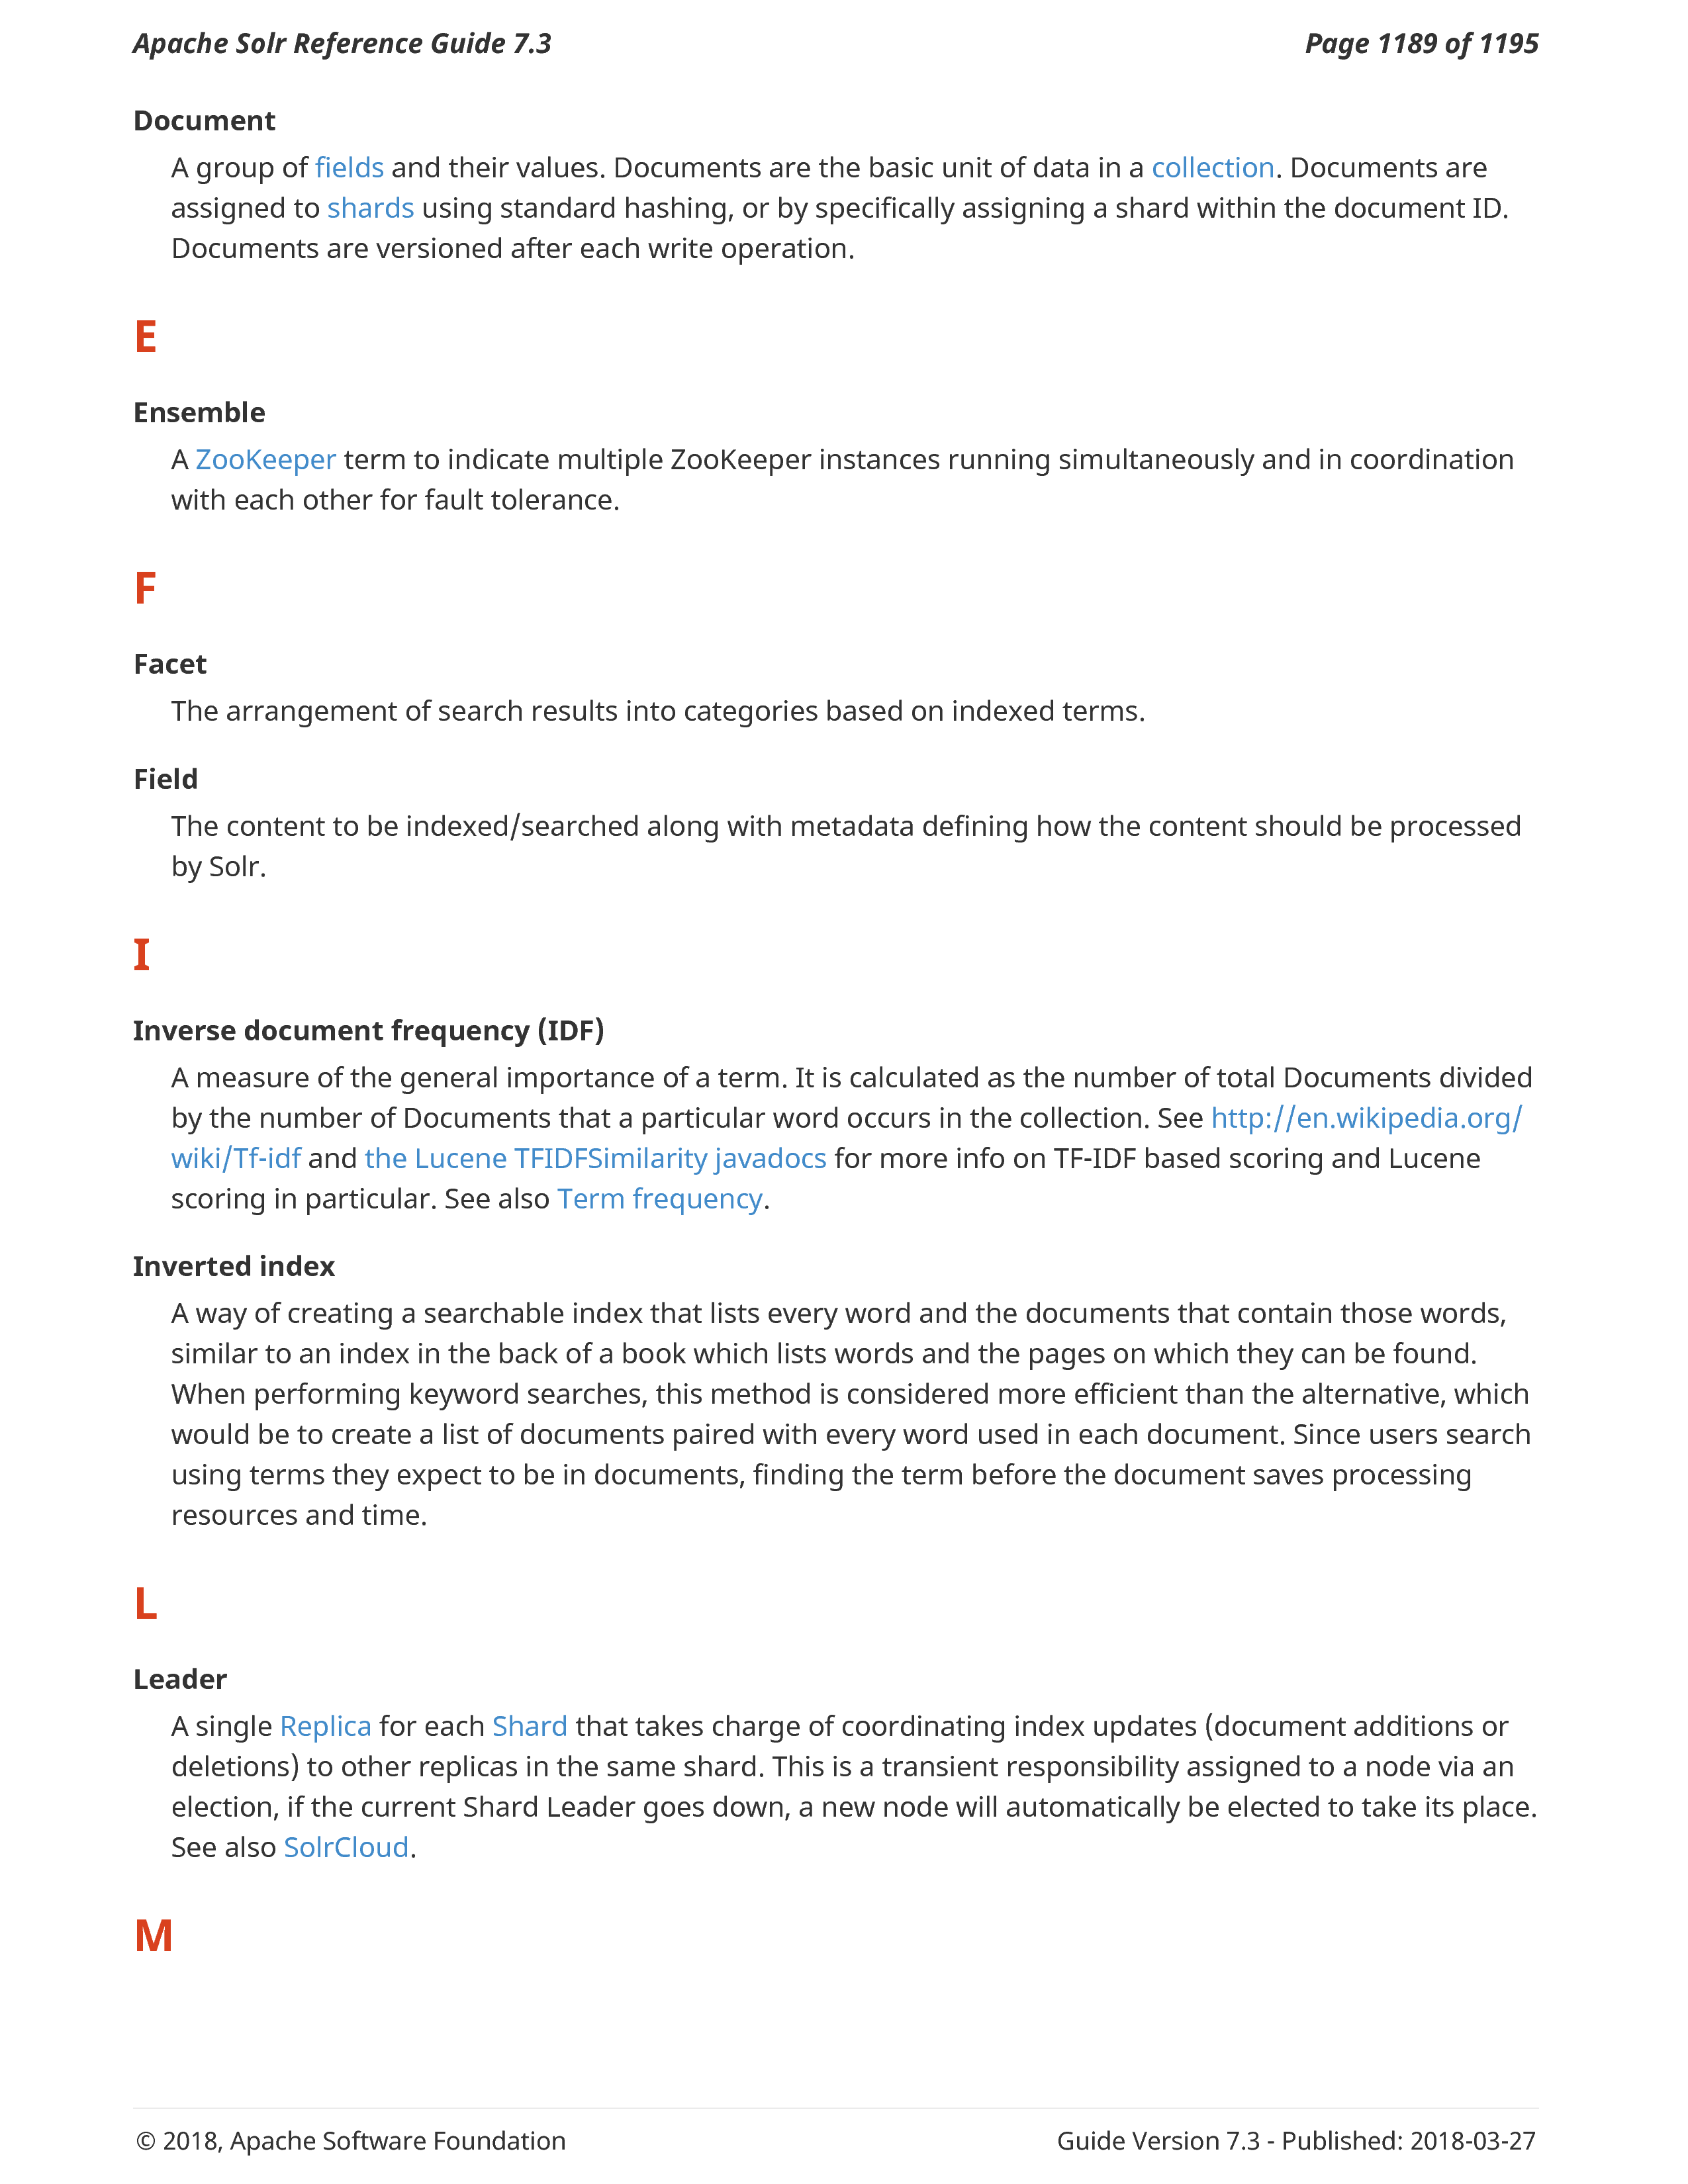 Apache Solr Reference Guide 7.3
Page 1189 of 1195
Document
A group of fields and their values. Documents are the basic unit of data in a collection. Documents are
assigned to shards using standard hashing, or by specifically assigning a shard within the document ID.
Documents are versioned after each write operation.
E
Ensemble
A ZooKeeper term to indicate multiple ZooKeeper instances running simultaneously and in coordination
with each other for fault tolerance.
F
Facet
The arrangement of search results into categories based on indexed terms.
Field
The content to be indexed/searched along with metadata defining how the content should be processed
by Solr.
I
Inverse document frequency (IDF)
A measure of the general importance of a term. It is calculated as the number of total Documents divided
by the number of Documents that a particular word occurs in the collection. See http://en.wikipedia.org/
wiki/Tf-idf and the Lucene TFIDFSimilarity javadocs for more info on TF-IDF based scoring and Lucene
scoring in particular. See also Term frequency.
Inverted index
A way of creating a searchable index that lists every word and the documents that contain those words,
similar to an index in the back of a book which lists words and the pages on which they can be found.
When performing keyword searches, this method is considered more efficient than the alternative, which
would be to create a list of documents paired with every word used in each document. Since users search
using terms they expect to be in documents, finding the term before the document saves processing
resources and time.
L
Leader
A single Replica for each Shard that takes charge of coordinating index updates (document additions or
deletions) to other replicas in the same shard. This is a transient responsibility assigned to a node via an
election, if the current Shard Leader goes down, a new node will automatically be elected to take its place.
See also SolrCloud.
M
© 2018, Apache Software Foundation
Guide Version 7.3 - Published: 2018-03-27